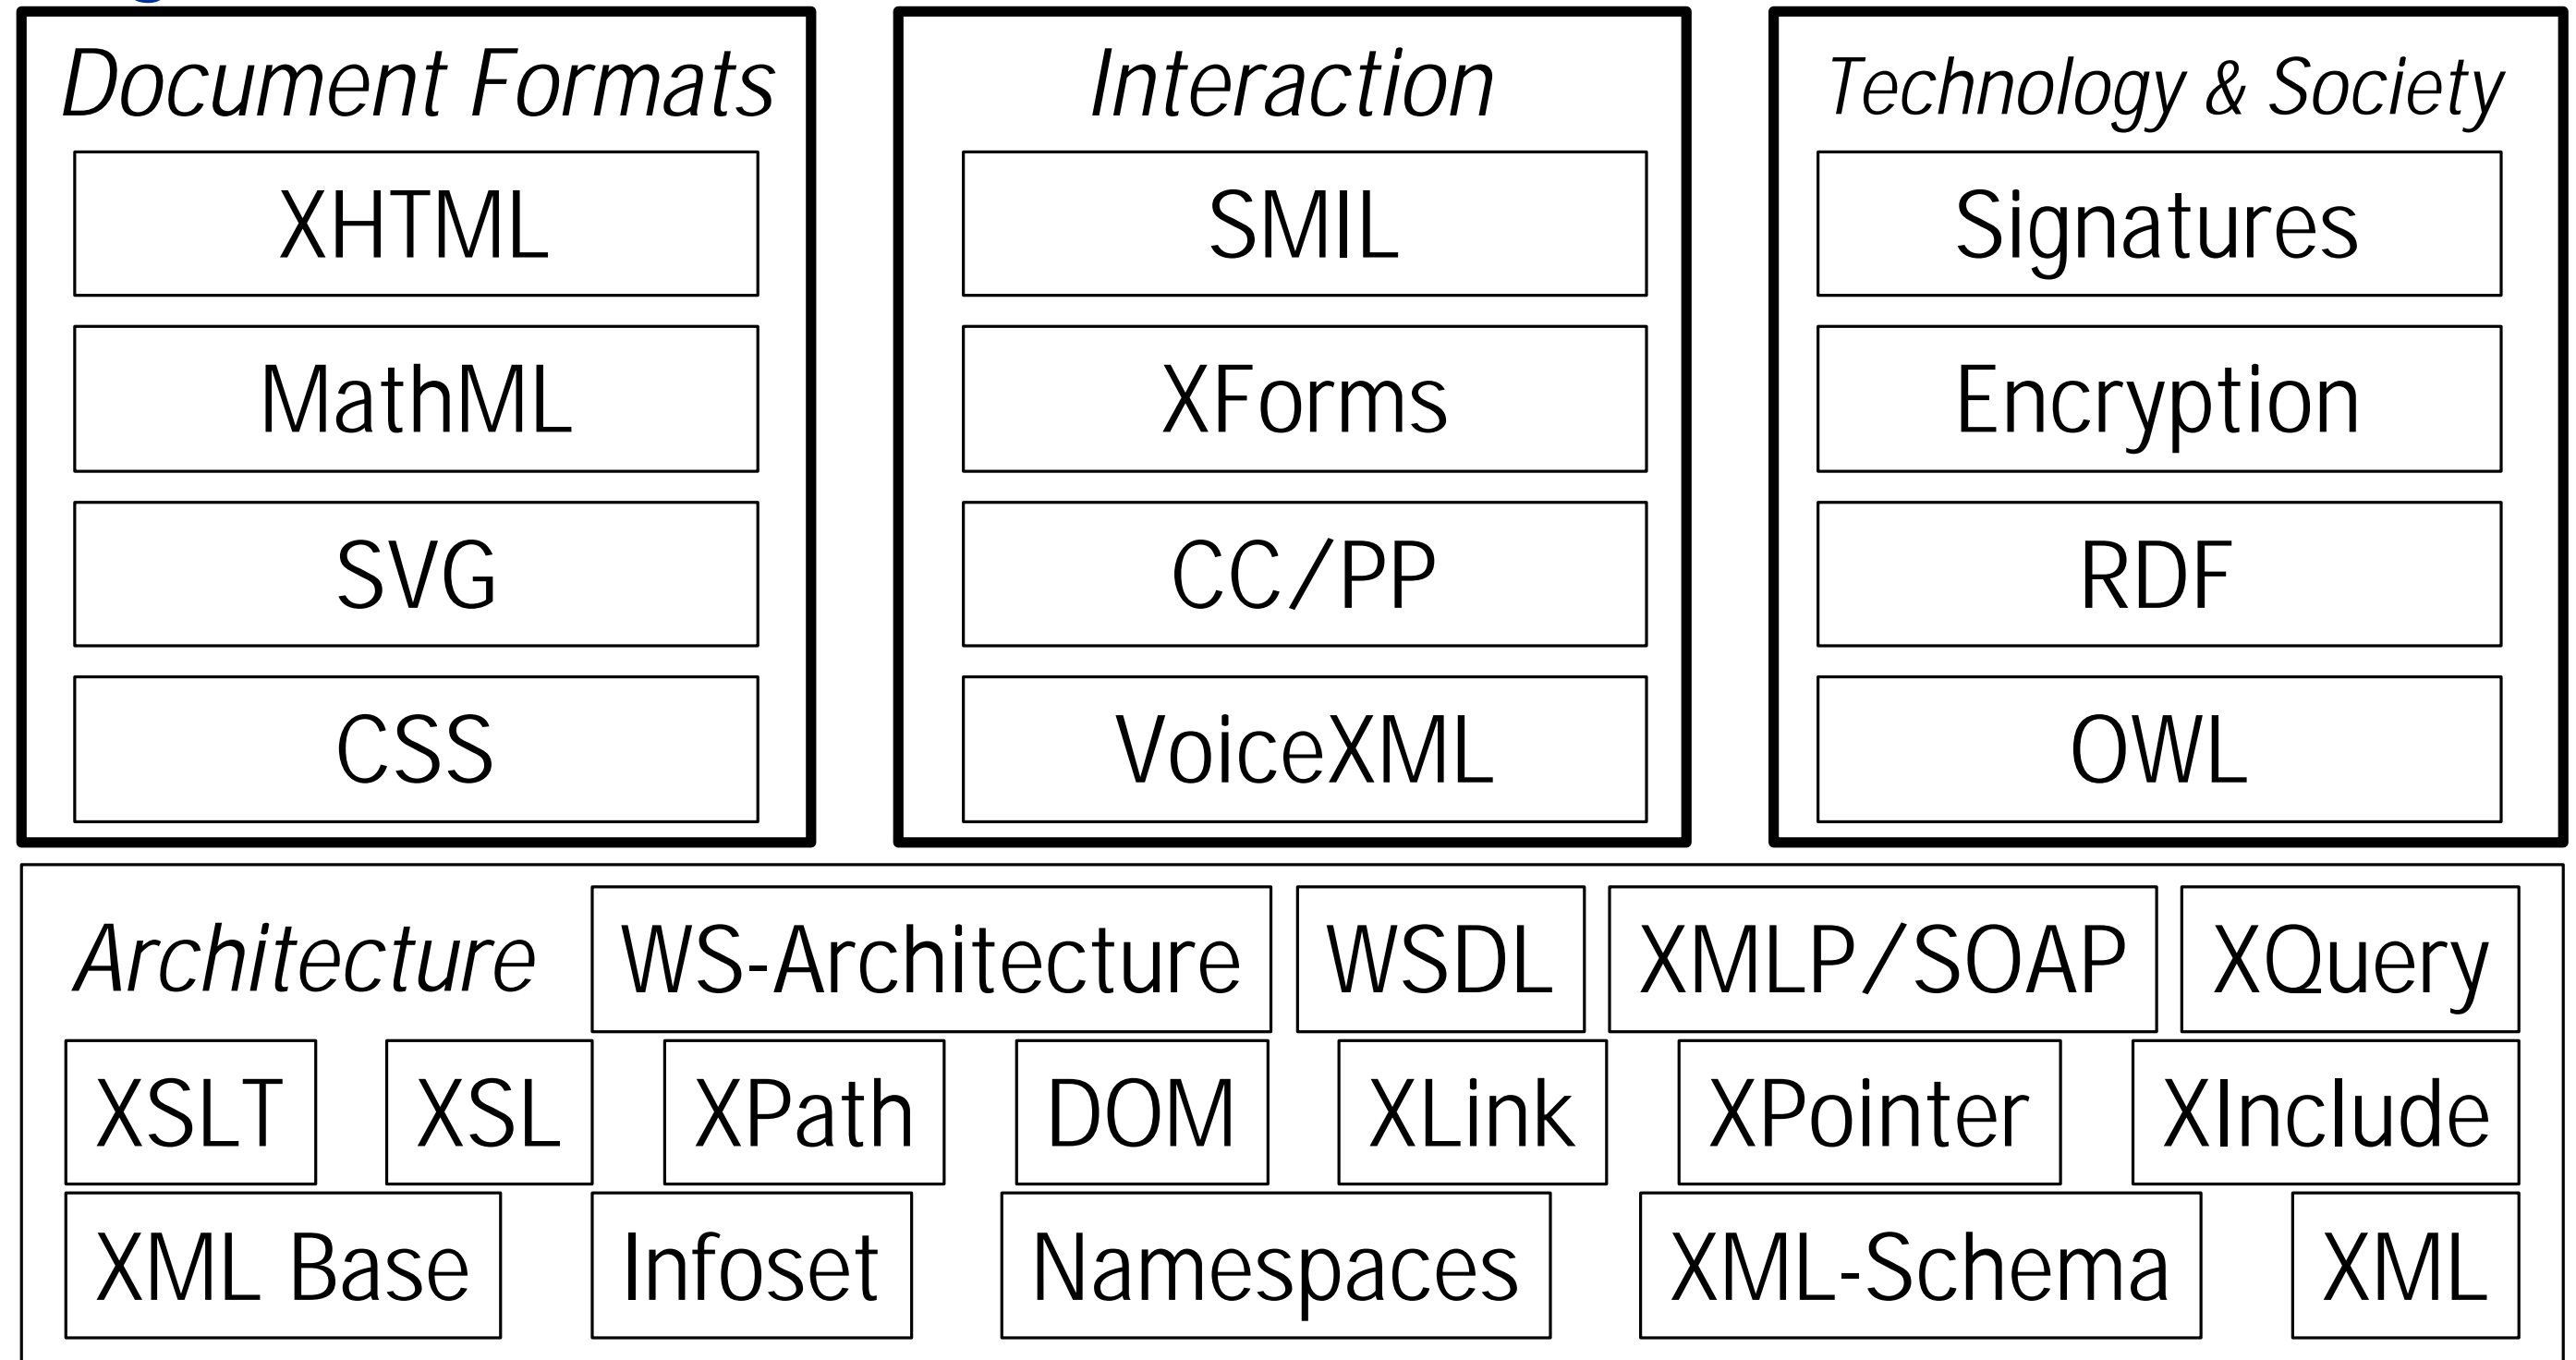 Document Formats
XHTML
MathML
SVG
CSS
Interaction
SMIL
XForms
CC/PP
VoiceXML
Technology & Society
Signatures
Encryption
RDF
OWL
Architecture WS-Architecture WSDL XMLP/SOAP XQuery
XSLT XSL XPath DOM XLink XPointer XInclude
XML Base Infoset Namespaces XML-Schema XML